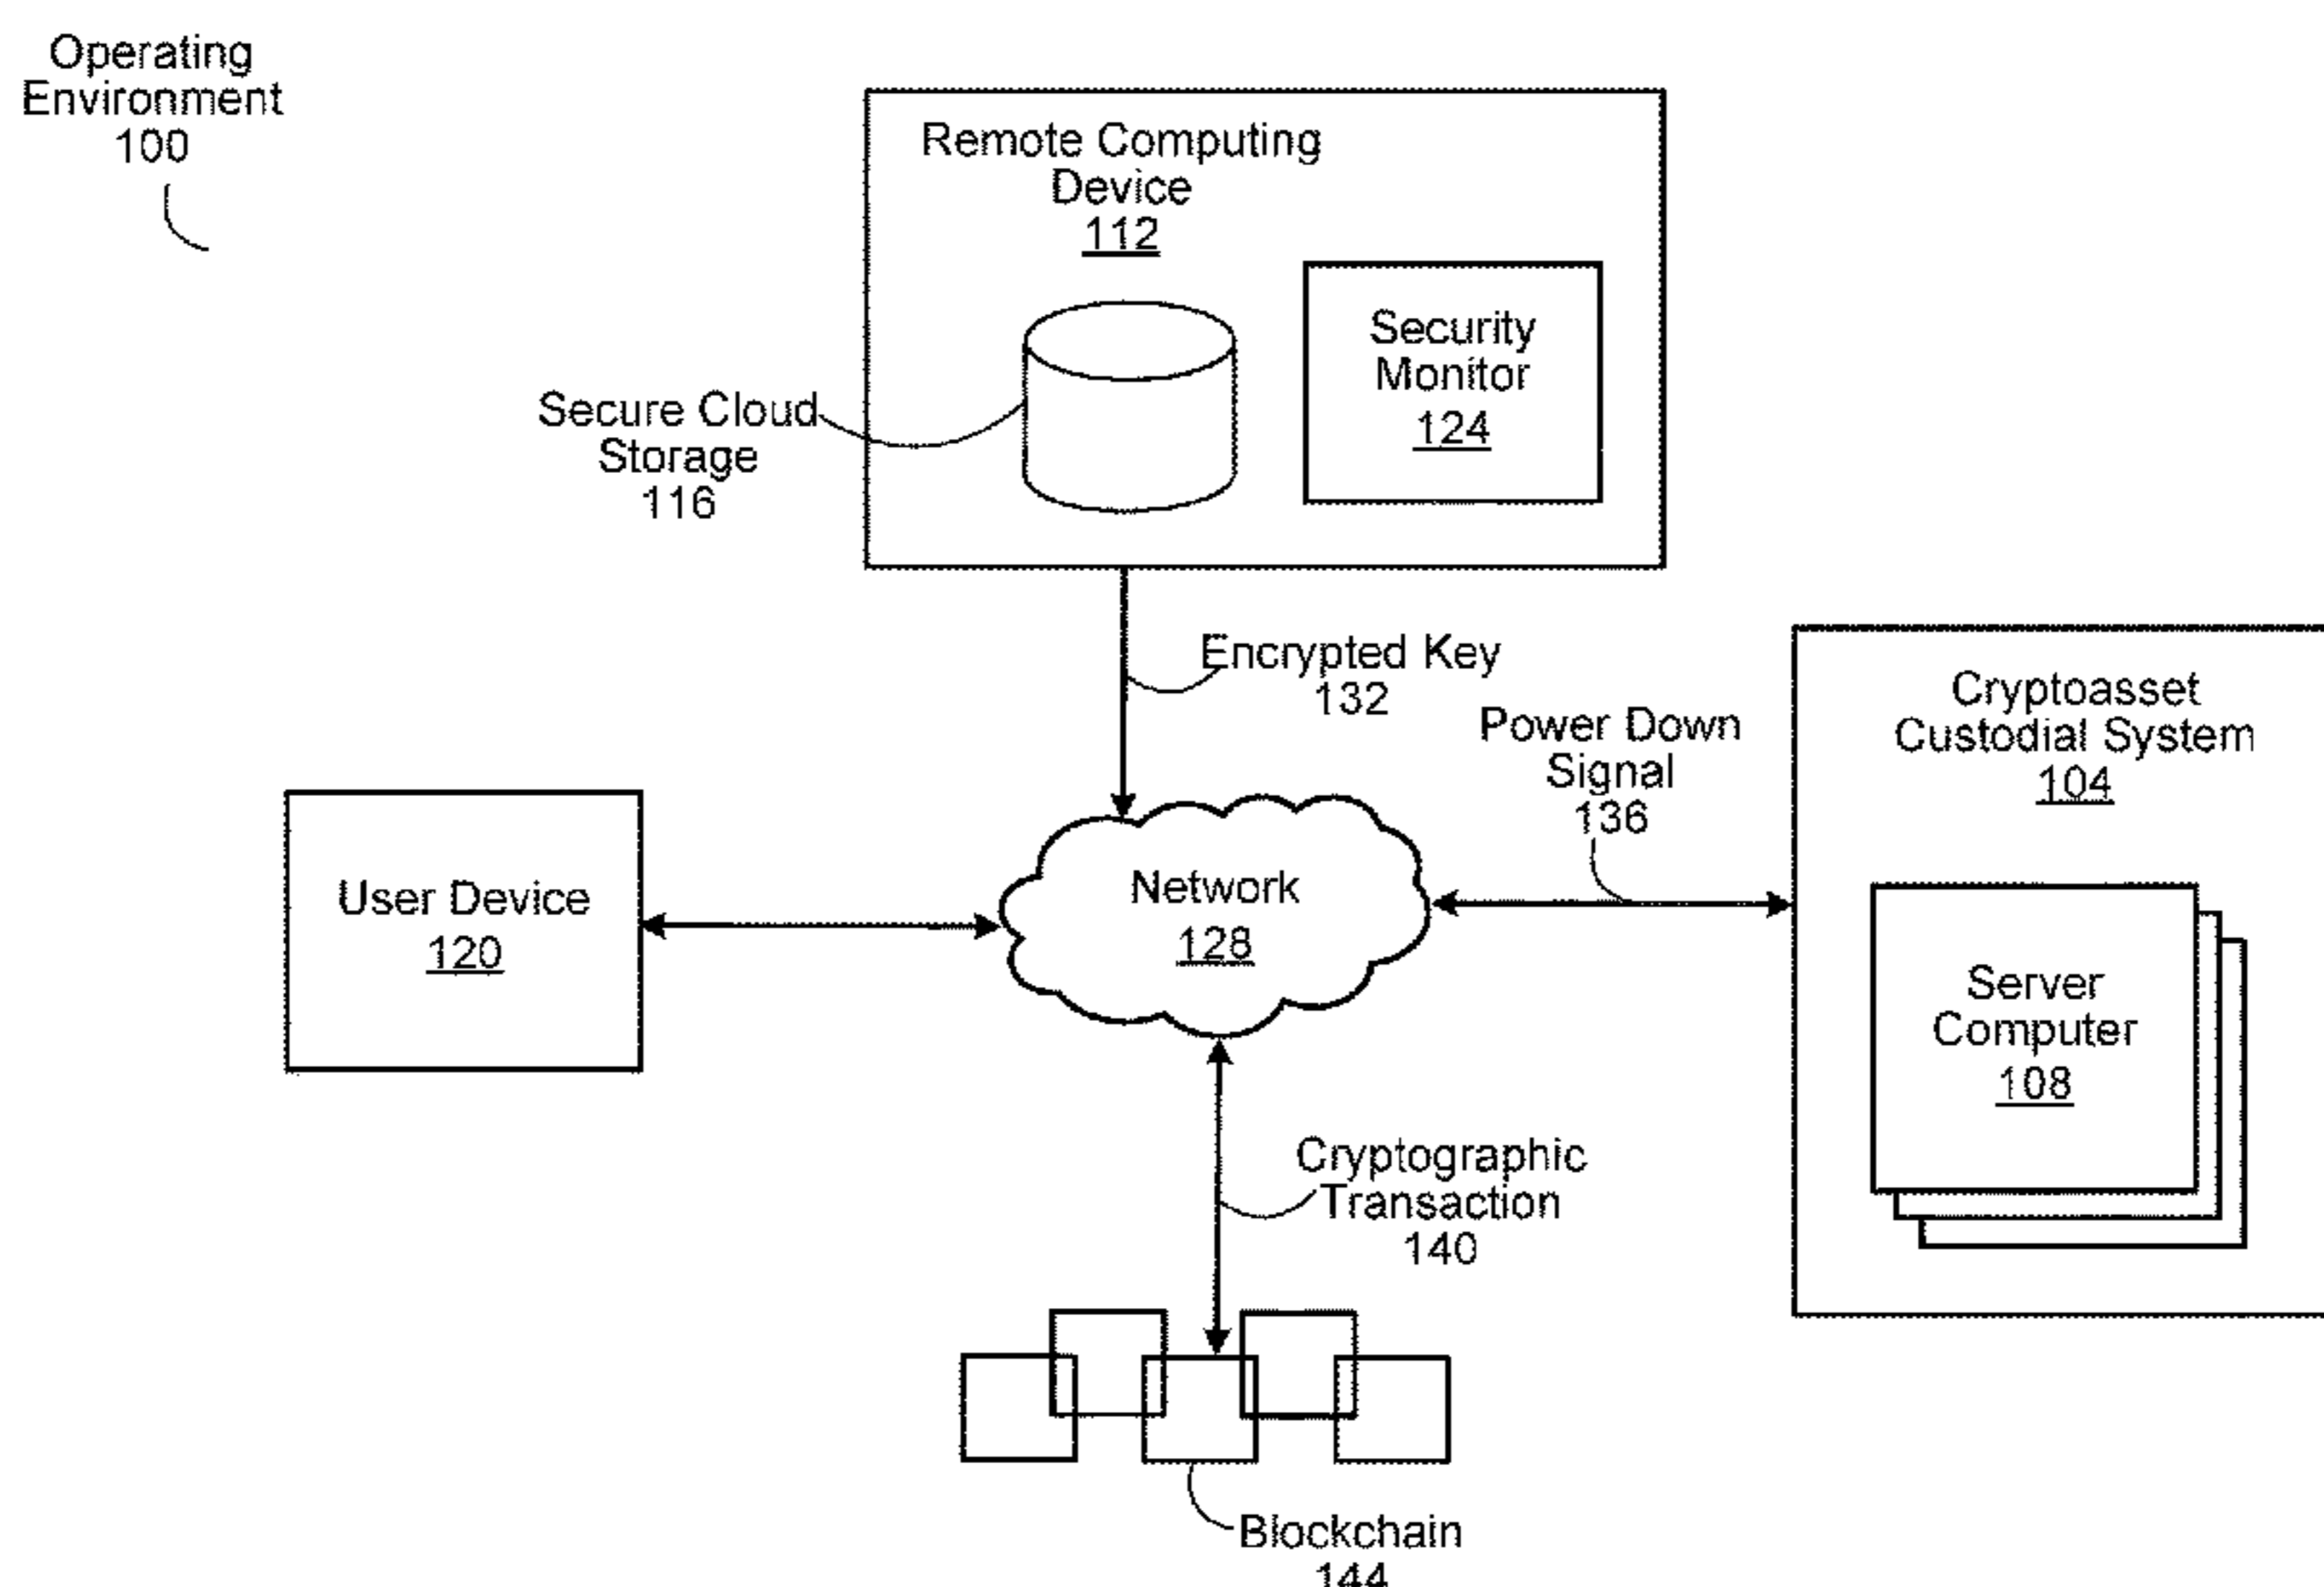 Operating
Environment
100
Remote Computing
Device
112
Security
Monitor
124
Secure Cloud
Storage
116
Encrypted Key
132
Power Down
Signal
136
Cryptoasset
Custodial System
104
User Device
120
Network
128
Server
Computer
108
Cryptographic
Transaction
140
Blockchain
144